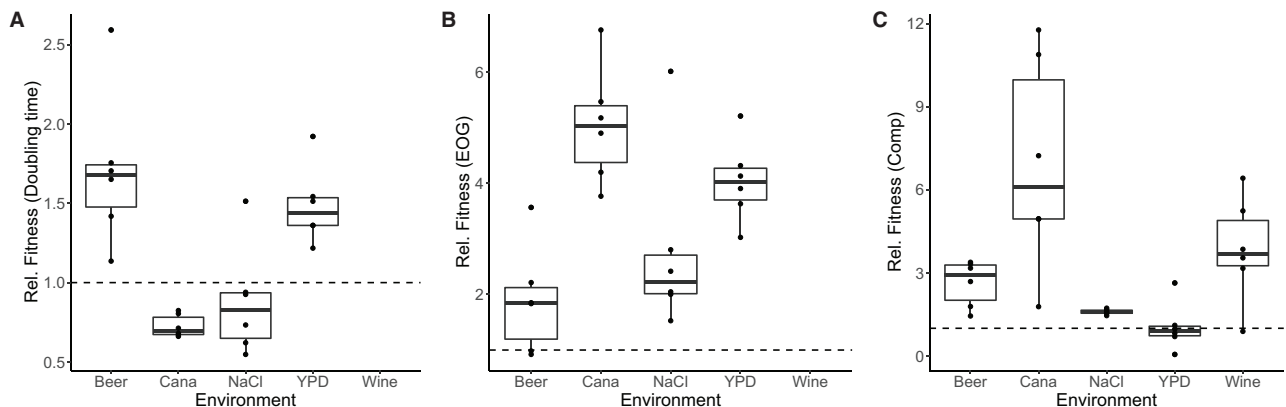 A
Rel. Fitness (Doubling time)
2.5
2.0
1.5
1.0
0.5
Beer Cana NaCl YPD Wine
Environment
B
Rel. Fitness (EOG)
6
4
2
Beer Cana NaCl YPD Wine
Environment
C
Rel. Fitness (Comp)
12
9
6
3
0
Beer Cana NaCl YPD Wine
Environment